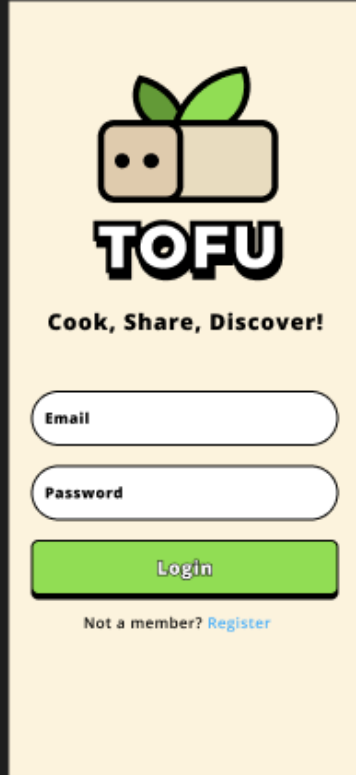 TOFU
Cook, Share, Discover!
Email
Password
Login
Not a member? Register